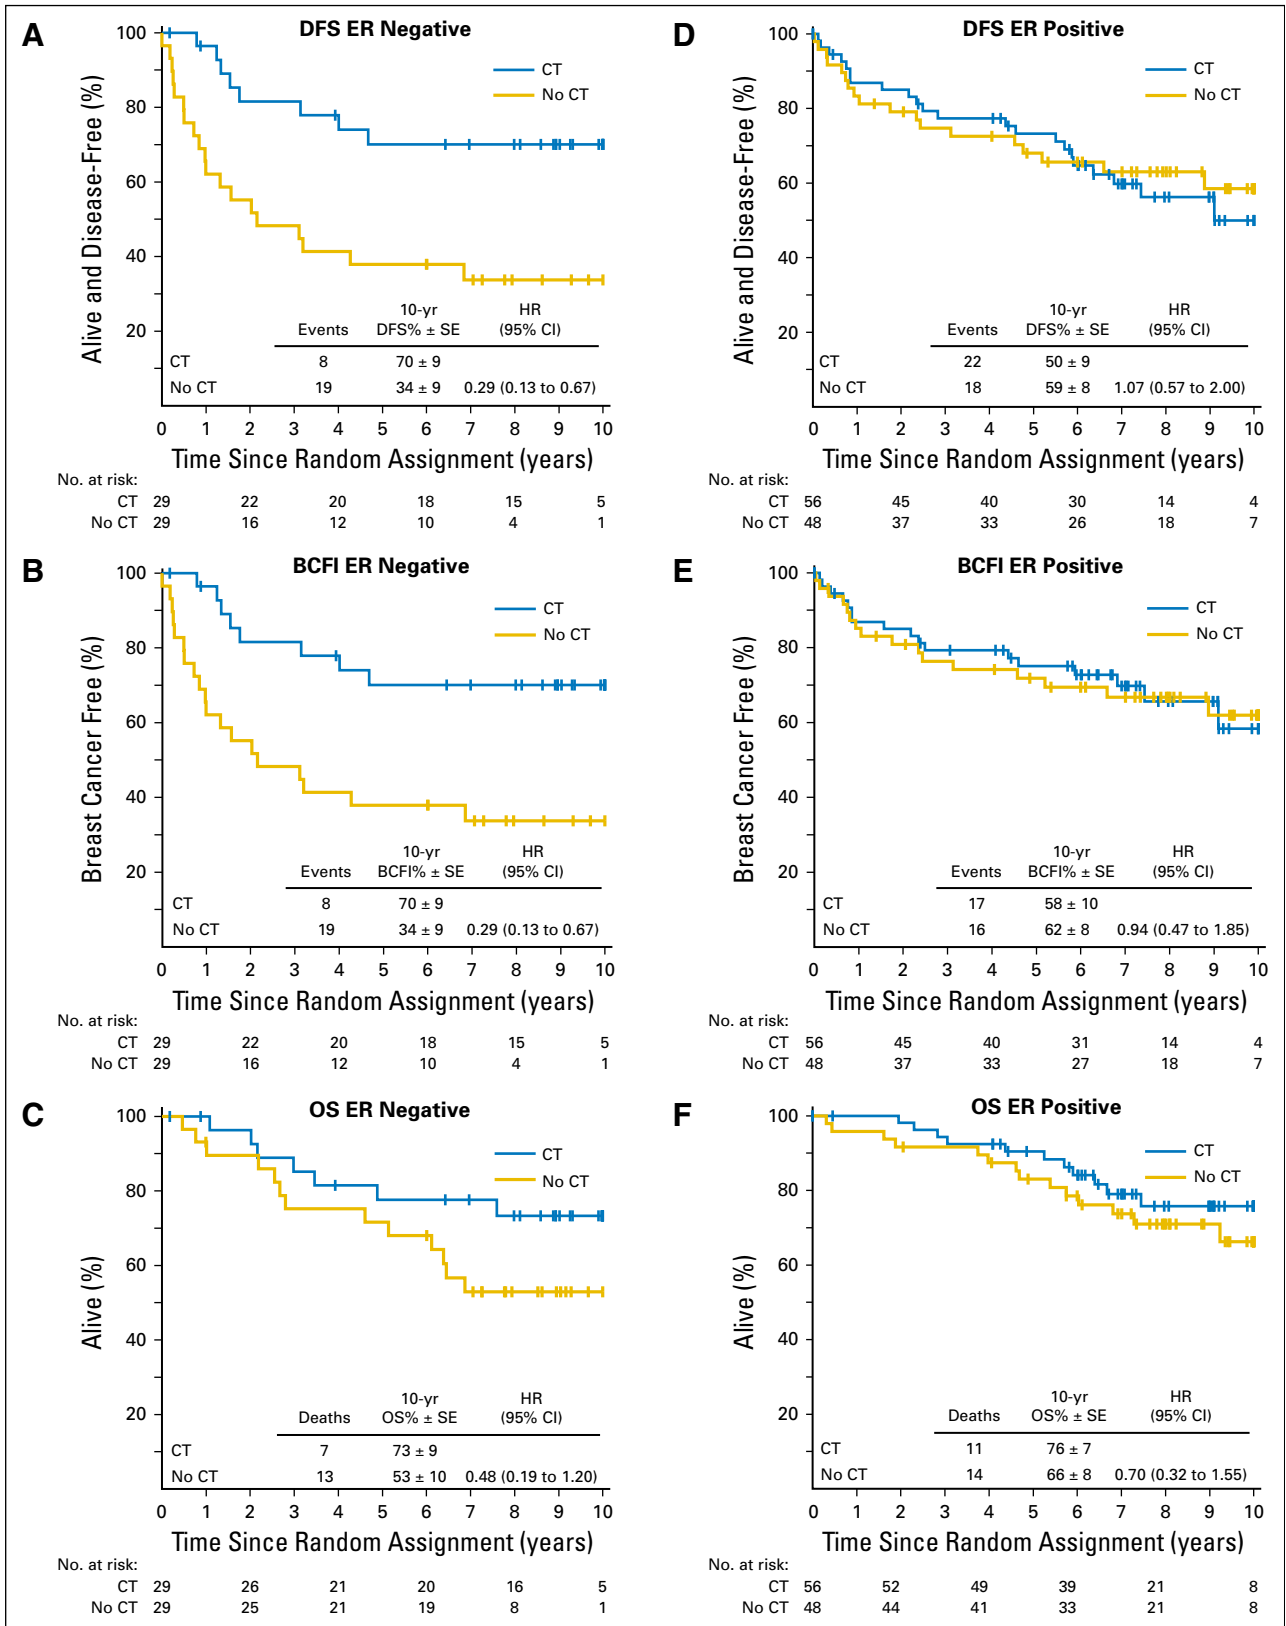 A
DFS ER Negative
Alive and Disease-Free (%)
100
80
60
40
20
CT
No CT
Events
10-yr
DFS% ± SE
HR
(95% CI)
CT 8 70 ± 9
No CT 19 34 ± 9 0.29 (0.13 to 0.67)
0 1 2 3 4 5 6 7 8 9 10
Time Since Random Assignment (years)
No. at risk:
CT 29 22 20 18 15 5
No CT 29 16 12 10 4 1
D
DFS ER Positive
Alive and Disease-Free (%)
100
80
60
40
20
CT
No CT
Events
10-yr
DFS% ± SE
HR
(95% CI)
CT 22 50 ± 9
No CT 18 59 ± 8 1.07 (0.57 to 2.00)
0 1 2 3 4 5 6 7 8 9 10
Time Since Random Assignment (years)
No. at risk:
CT 56 45 40 30 14 4
No CT 48 37 33 26 18 7
B
BCFI ER Negative
Breast Cancer Free (%)
100
80
60
40
20
CT
No CT
Events
10-yr
BCFI% ± SE
HR
(95% CI)
CT 8 70 ± 9
No CT 19 34 ± 9 0.29 (0.13 to 0.67)
0 1 2 3 4 5 6 7 8 9 10
Time Since Random Assignment (years)
No. at risk:
CT 29 22 20 18 15 5
No CT 29 16 12 10 4 1
E
BCFI ER Positive
Breast Cancer Free (%)
100
80
60
40
20
CT
No CT
Events
10-yr
BCFI% ± SE
HR
(95% CI)
CT 17 58 ± 10
No CT 16 62 ± 8 0.94 (0.47 to 1.85)
0 1 2 3 4 5 6 7 8 9 10
Time Since Random Assignment (years)
No. at risk:
CT 56 45 40 31 14 4
No CT 48 37 33 27 18 7
C
OS ER Negative
Alive (%)
100
80
60
40
20
CT
No CT
Deaths
10-yr
OS% ± SE
HR
(95% CI)
CT 7 73 ± 9
No CT 13 53 ± 10 0.48 (0.19 to 1.20)
0 1 2 3 4 5 6 7 8 9 10
Time Since Random Assignment (years)
No. at risk:
CT 29 26 21 20 16 5
No CT 29 25 21 19 8 1
F
OS ER Positive
Alive (%)
100
80
60
40
20
CT
No CT
Deaths
10-yr
OS% ± SE
HR
(95% CI)
CT 11 76 ± 7
No CT 14 66 ± 8 0.70 (0.32 to 1.55)
0 1 2 3 4 5 6 7 8 9 10
Time Since Random Assignment (years)
No. at risk:
CT 56 52 49 39 21 8
No CT 48 44 41 33 21 8